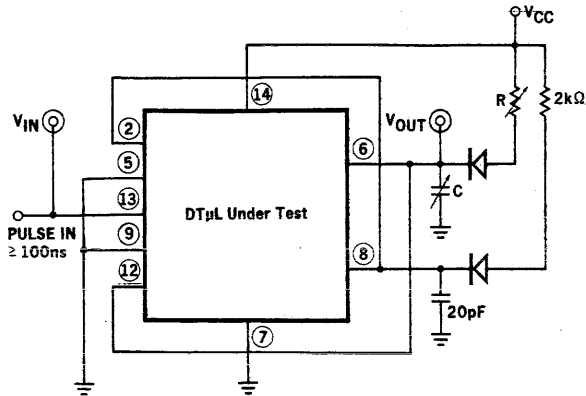 VCC
14
R
2kΩ
VIN
2
VOUT
5
6
13
C
DTμL Under Test
PULSE IN
≥ 100ns
9
8
12
20pF
7